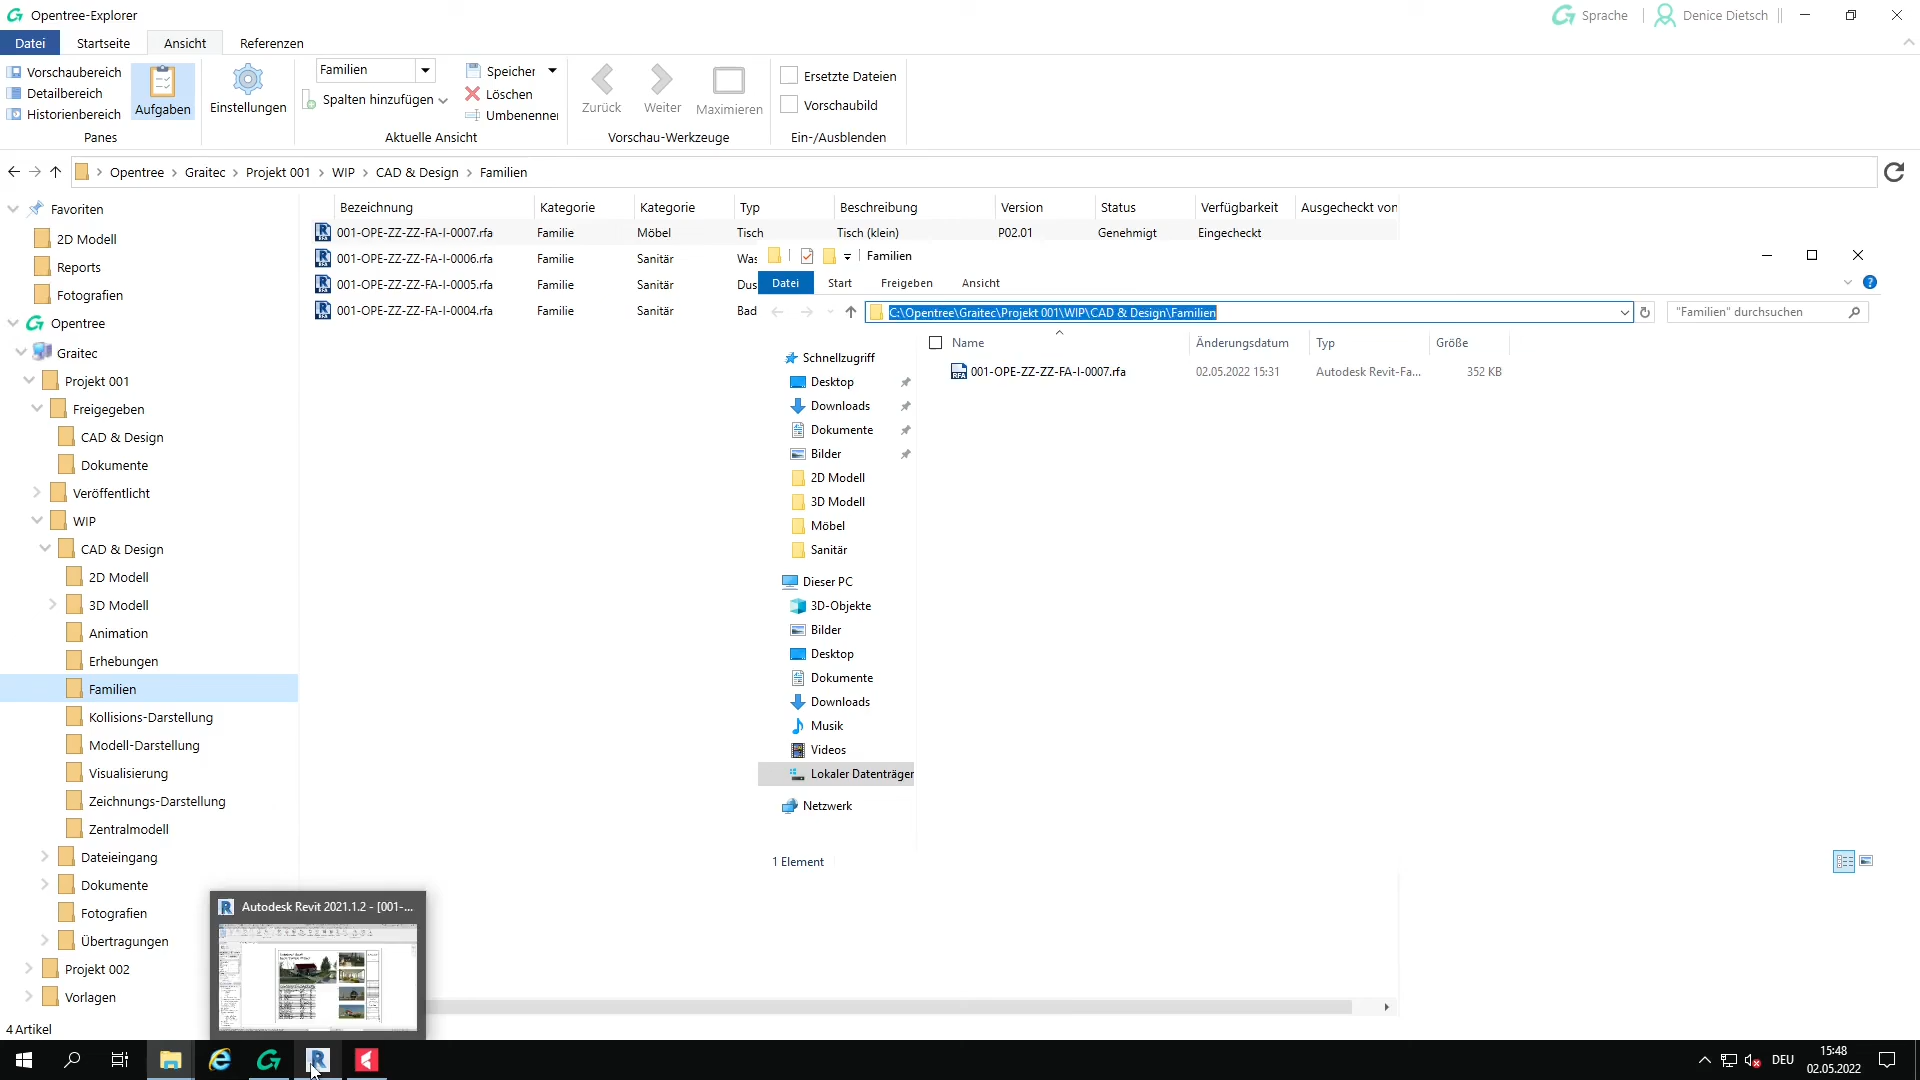 Opentree-Explorer
Sprache
Denice Dietsch
Datei
Startseite
Ansicht
Referenzen
Vorschaubereich
Detailbereich
Historienbereich
Panes
Aufgaben
Einstellungen
Familien
Spalten hinzufügen
Speicher
Löschen
Umbenenner
Aktuelle Ansicht
Zurück
Weiter
Maximieren
Vorschau-Werkzeuge
Ersetzte Dateien
Vorschaubild
Ein-/Ausblenden
Opentree > Graitec > Projekt 001 > WIP > CAD & Design > Familien
Favoriten
2D Modell
Reports
Fotografien
Opentree
Graitec
Projekt 001
Freigegeben
CAD & Design
Dokumente
Veröffentlicht
WIP
CAD & Design
2D Modell
3D Modell
Animation
Erhebungen
Familien
Kollisions-Darstellung
Modell-Darstellung
Visualisierung
Zeichnungs-Darstellung
Zentralmodell
Dateieingang
Dokumente
Fotografien
Übertragungen
Projekt 002
Vorlagen
4 Artikel
Bezeichnung Kategorie Kategorie Typ Beschreibung Version Status Verfügbarkeit Ausgecheckt von
001-OPE-ZZ-ZZ-FA-I-0007.rfa Familie Möbel Tisch Tisch (klein) P02.01 Genehmigt Eingecheckt
001-OPE-ZZ-ZZ-FA-I-0006.rfa Familie Sanitär Was
001-OPE-ZZ-ZZ-FA-I-0005.rfa Familie Sanitär Dus
001-OPE-ZZ-ZZ-FA-I-0004.rfa Familie Sanitär Bad
Familien
Datei
Start
Freigeben
Ansicht
C:\Opentree\Graitec\Projekt 001\WIP\CAD & Design\Familien
"Familien" durchsuchen
Name Änderungsdatum Typ Größe
001-OPE-ZZ-ZZ-FA-I-0007.rfa 02.05.2022 15:31 Autodesk Revit-Fa... 352 KB
Schnellzugriff
Desktop
Downloads
Dokumente
Bilder
2D Modell
3D Modell
Möbel
Sanitär
Dieser PC
3D-Objekte
Bilder
Desktop
Dokumente
Downloads
Musik
Videos
Lokaler Datenträger
Netzwerk
1 Element
Autodesk Revit 2021.1.2 - [001-...
DEU
15:48
02.05.2022